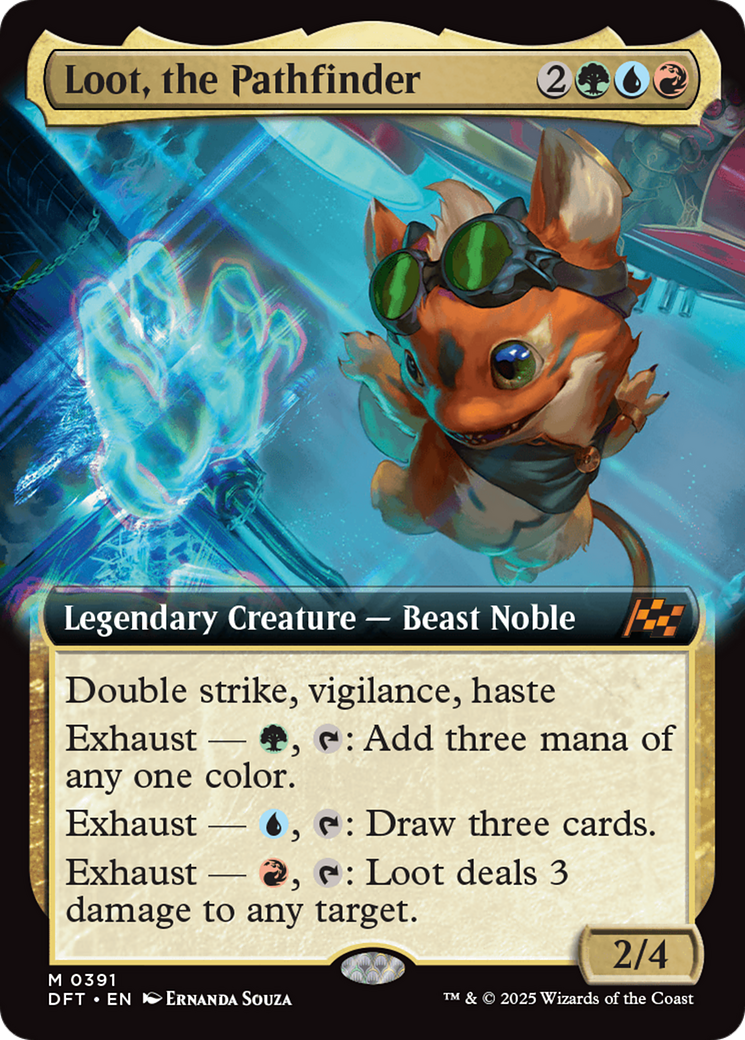 Loot, the Pathfinder 2
Legendary Creature — Beast Noble
Double strike, vigilance, haste
Exhaust — , : Add three mana of
any one color.
Exhaust — , : Draw three cards.
Exhaust — , : Loot deals 3
damage to any target.
2/4
M 0391
DFT • EN Ernanda Souza
™ & © 2025 Wizards of the Coast